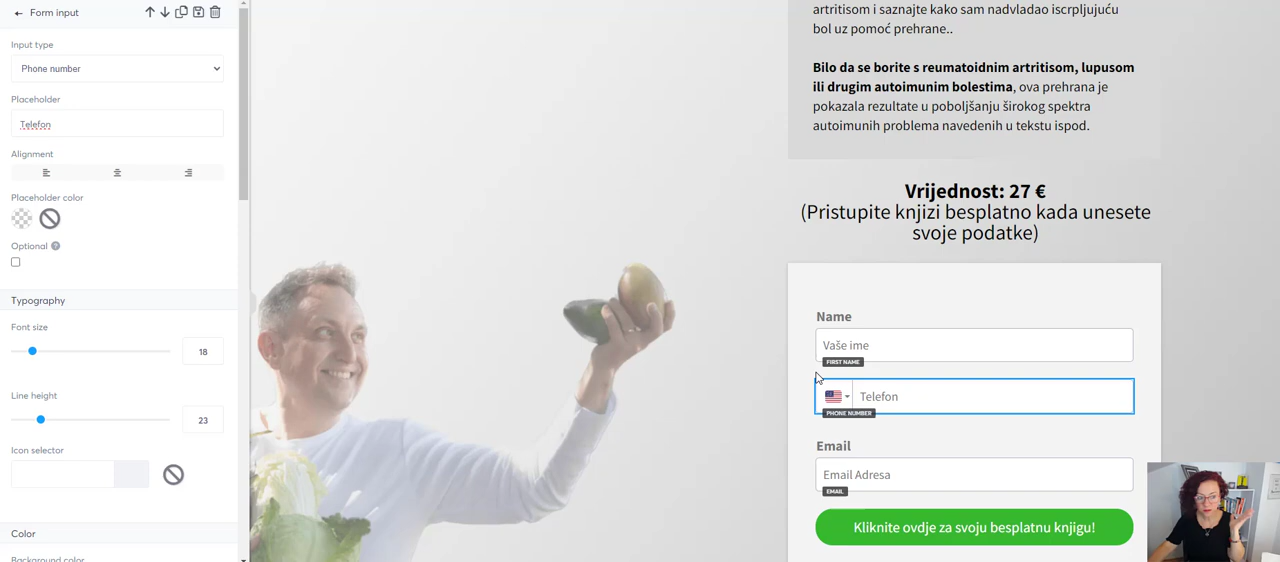 Form input
Input type
Phone number
Placeholder
Telefon
Alignment
Placeholder color
Optional
Typography
Font size
18
Line height
23
Icon selector
Color
Background color
artritisom i saznajte kako sam nadvladao iscrpljujuću
bol uz pomoć prehrane..
Bilo da se borite s reumatoidnim artritisom, lupusom
ili drugim autoimunim bolestima, ova prehrana je
pokazala rezultate u poboljšanju širokog spektra
autoimunih problema navedenih u tekstu ispod.
Vrijednost: 27 €
(Pristupite knjizi besplatno kada unesete
svoje podatke)
Name
Vaše ime
FIRST NAME
Telefon
PHONE NUMBER
Email
Email Adresa
EMAIL
Kliknite ovdje za svoju besplatnu knjigu!